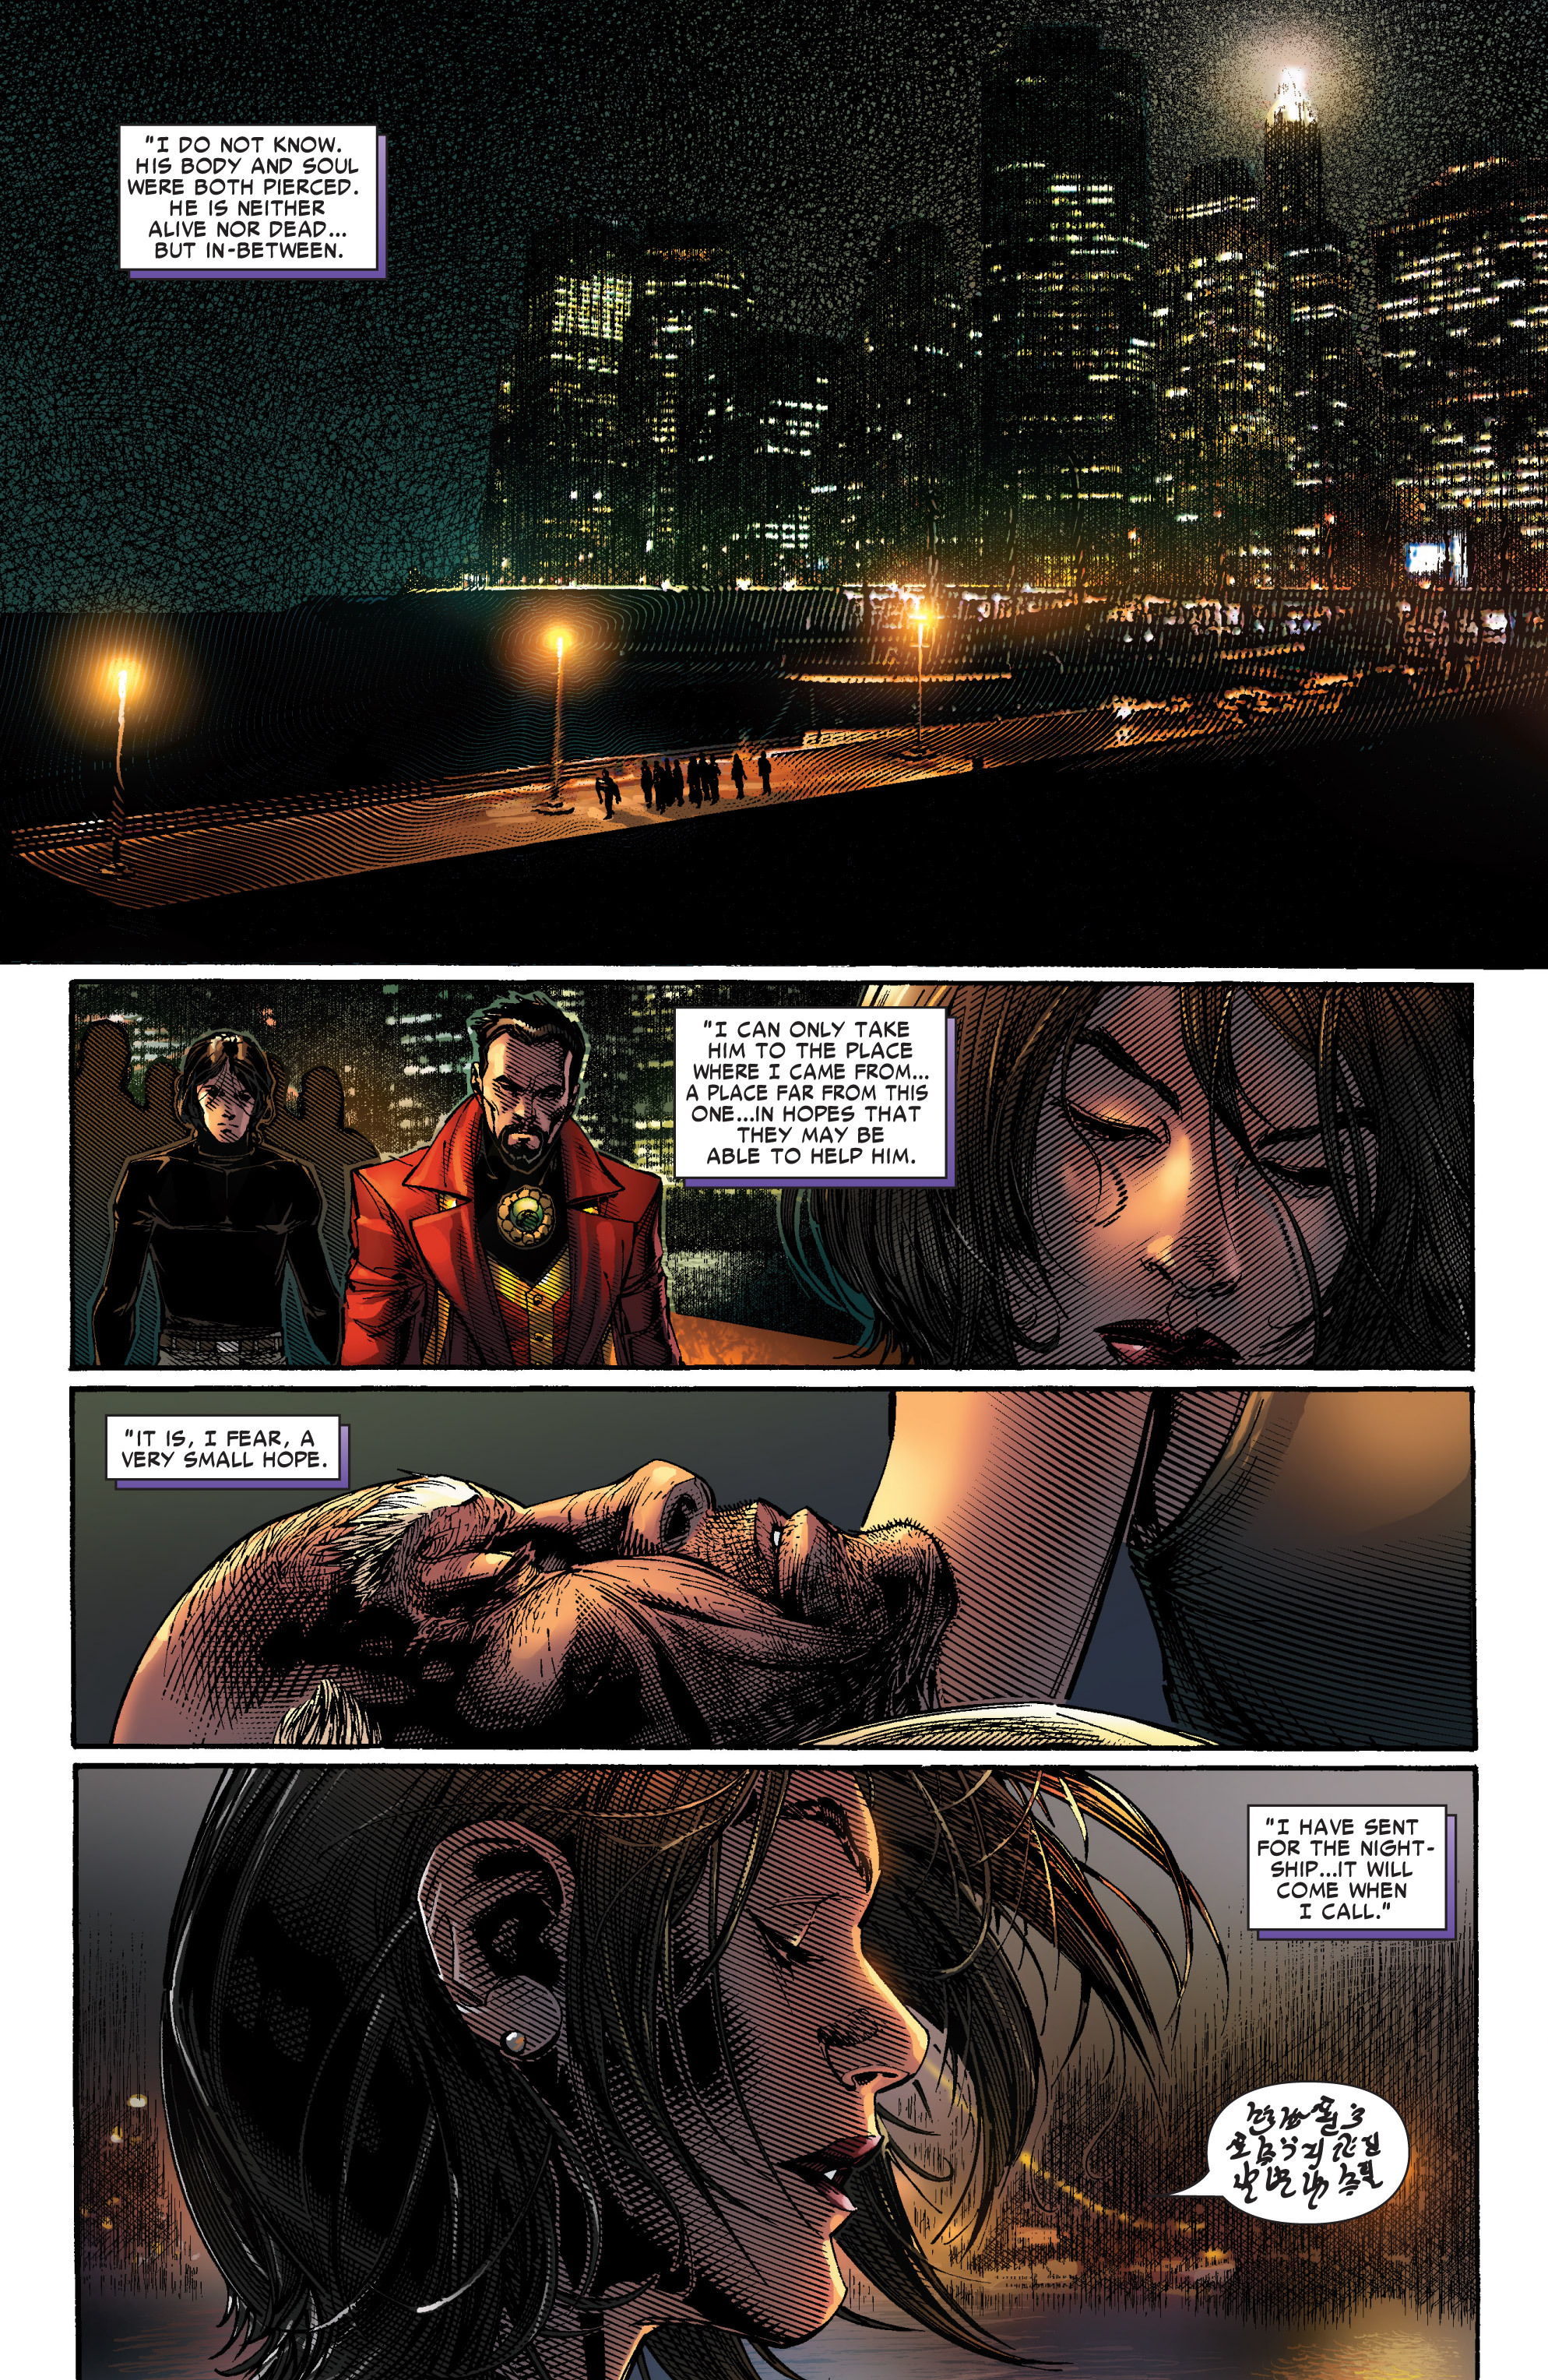 "I DO NOT KNOW.
HIS BODY AND SOUL
WERE BOTH PIERCED.
HE IS NEITHER
ALIVE NOR DEAD...
BUT IN-BETWEEN.
"I CAN ONLY TAKE
HIM TO THE PLACE
WHERE I CAME FROM...
A PLACE FAR FROM THIS
ONE...IN HOPES THAT
THEY MAY BE
ABLE TO HELP HIM.
"IT IS, I FEAR, A
VERY SMALL HOPE.
"I HAVE SENT
FOR THE NIGHT-
SHIP...IT WILL
COME WHEN
I CALL."